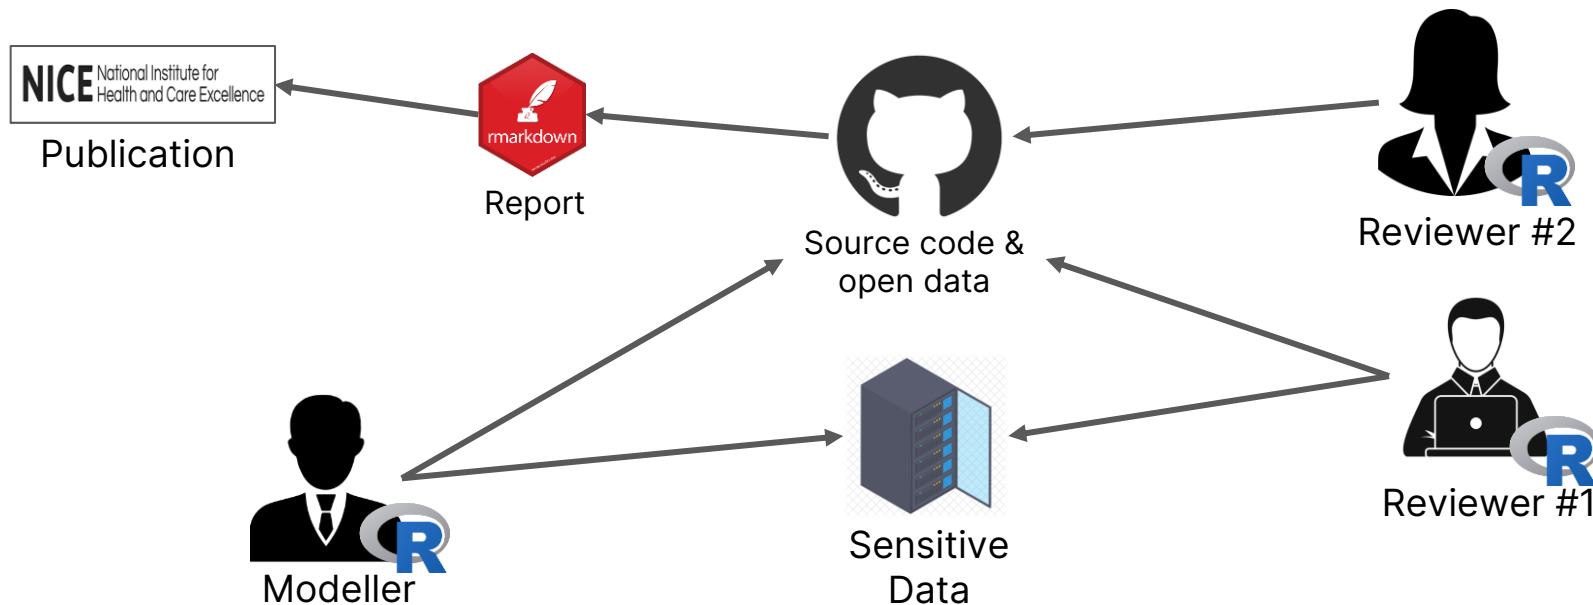 NICE National Institute for
Health and Care Excellence
Publication
rmarkdown
Report
Source code &
open data
R
Reviewer #2
R
Reviewer #1
R
Modeller
Sensitive
Data